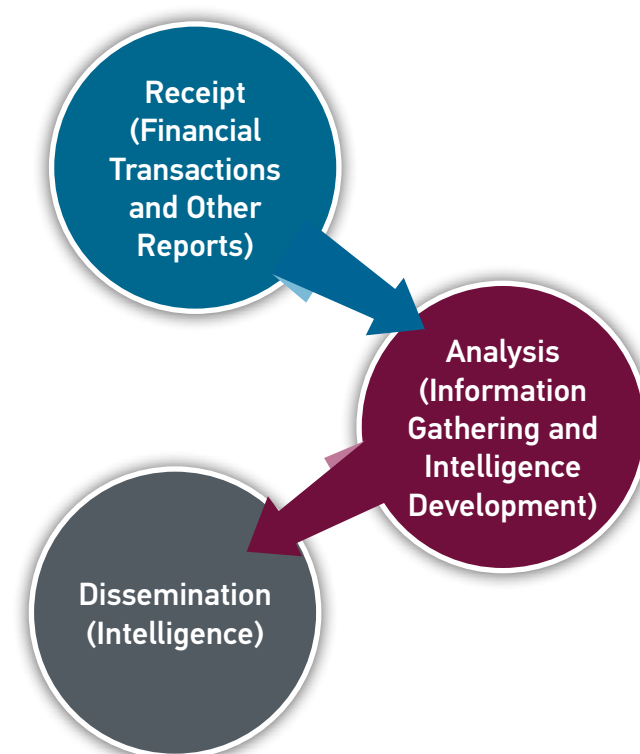 Receipt
(Financial
Transactions
and Other
Reports)
Analysis
(Information
Gathering and
Intelligence
Development)
Dissemination
(Intelligence)